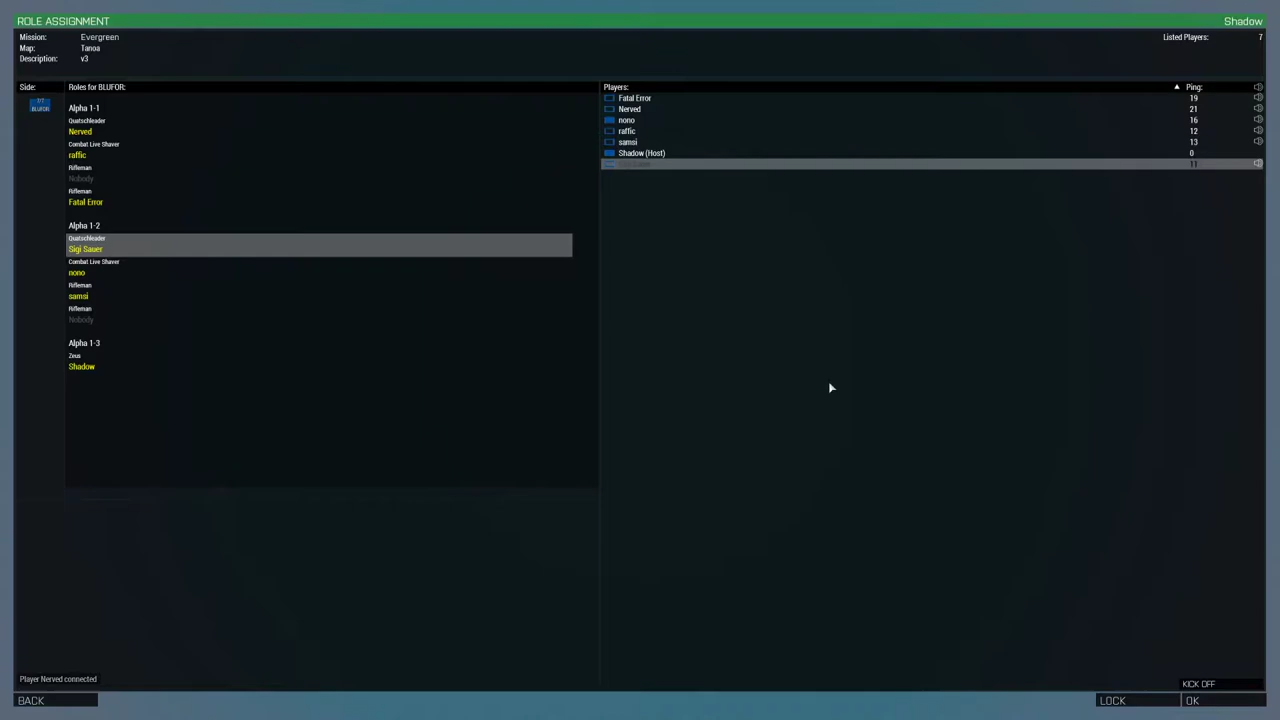 ROLE ASSIGNMENT Shadow
Mission: Evergreen Listed Players: 7
Map: Tanoa
Description: v3
Side: Roles for BLUFOR: Players: Ping:
BLUFOR
Alpha 1-1
Quatschleader
Nerved
Combat Live Shaver
raffic
Rifleman
Nobody
Rifleman
Fatal Error
Alpha 1-2
Quatschleader
Sigi Sauer
Combat Live Shaver
nono
Rifleman
samsi
Rifleman
Nobody
Alpha 1-3
Zeus
Shadow
Fatal Error 19
Nerved 21
nono 16
raffic 12
samsi 13
Shadow (Host) 0
11
Player Nerved connected
KICK OFF
BACK LOCK OK